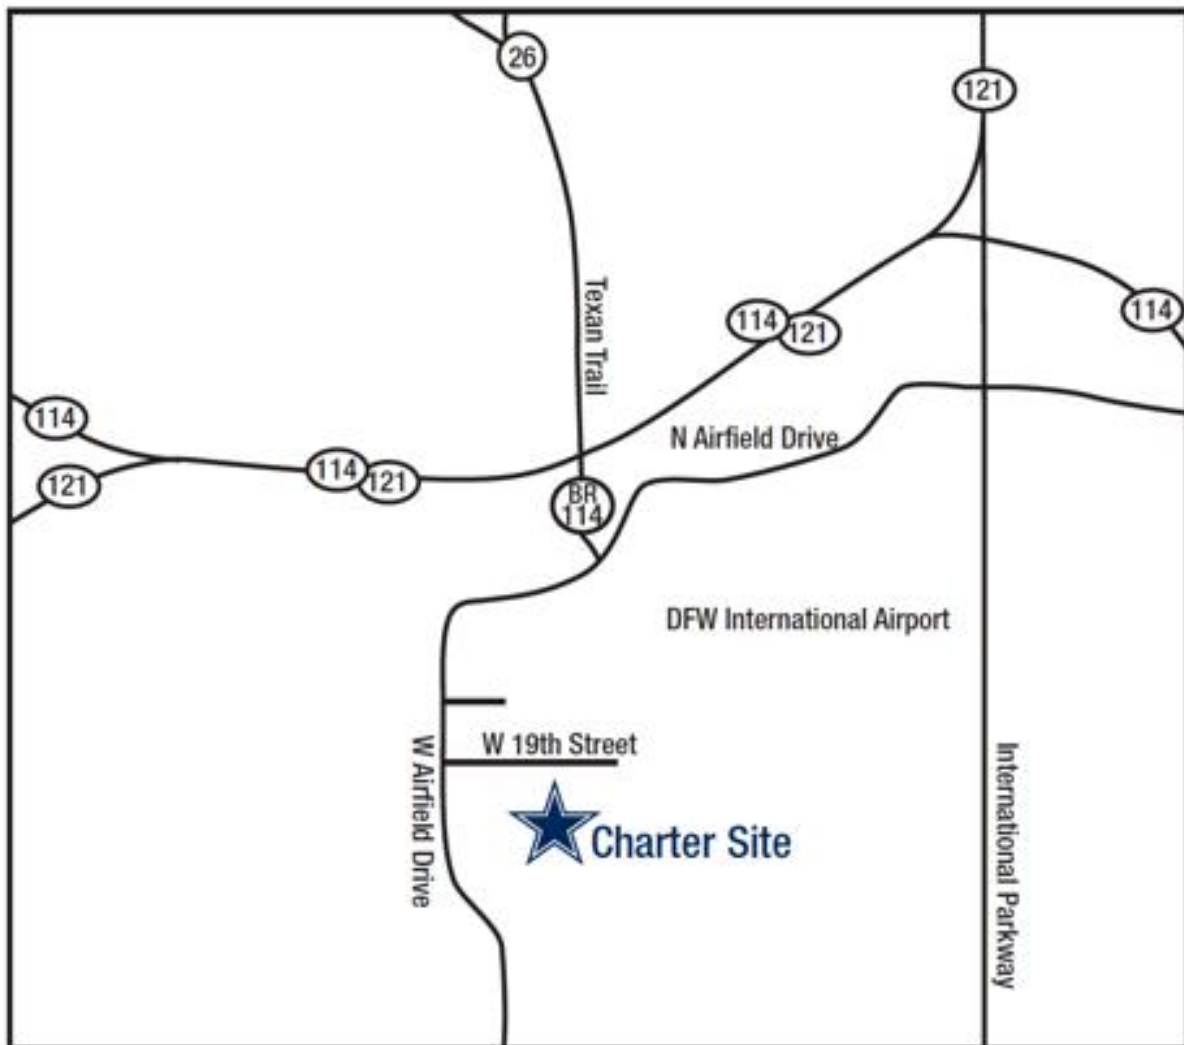 26
121
Texan Trail
114
121
114
114
N Airfield Drive
114
121
121
BR
114
DFW International Airport
W 19th Street
W Airfield Drive
International Parkway
Charter Site